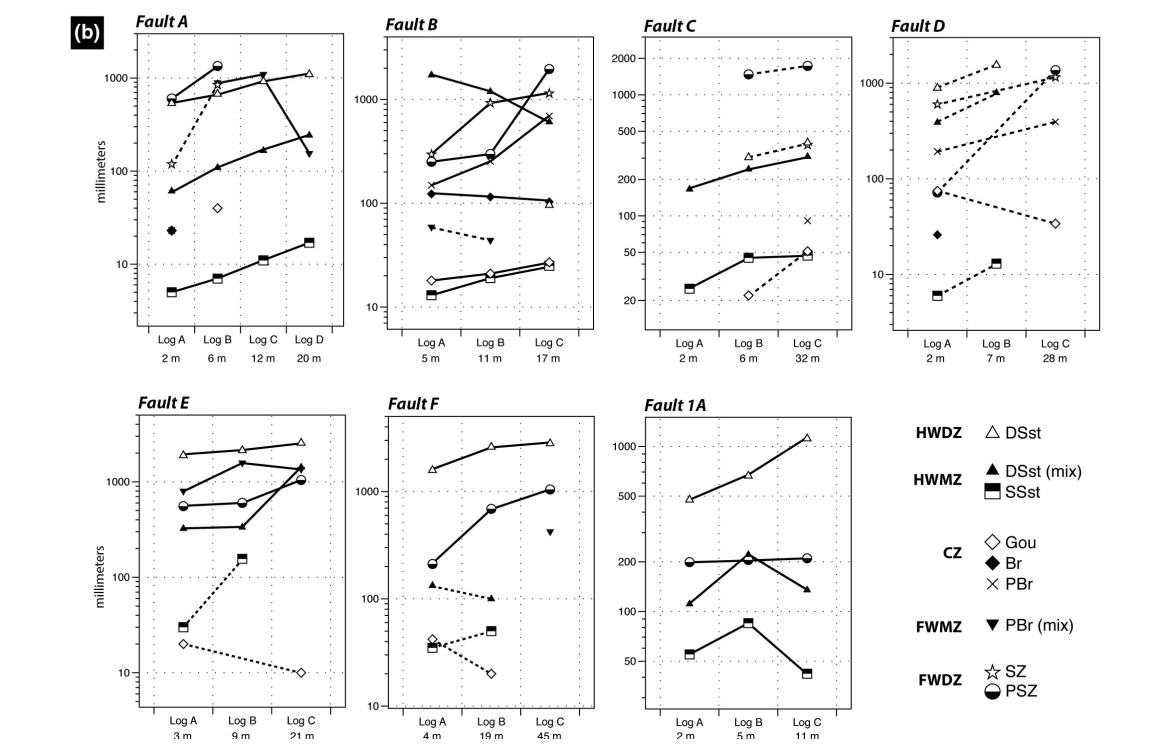 (b)
Fault A
Fault B
Fault C
Fault D
millimeters
1000
100
10
Log A Log B Log C Log D
2 m 6 m 12 m 20 m
1000
100
10
Log A Log B Log C
5 m 11 m 17 m
2000
1000
500
200
100
50
20
Log A Log B Log C
2 m 6 m 32 m
1000
100
10
Log A Log B Log C
2 m 7 m 28 m
Fault E
Fault F
Fault 1A
millimeters
1000
100
10
Log A Log B Log C
3 m 9 m 21 m
1000
100
10
Log A Log B Log C
4 m 19 m 45 m
1000
500
200
100
50
Log A Log B Log C
2 m 5 m 11 m
HWDZ DSst
HWMZ DSst (mix)
SSst
CZ Gou
Br
PBr
FWMZ PBr (mix)
FWDZ SZ
PSZ